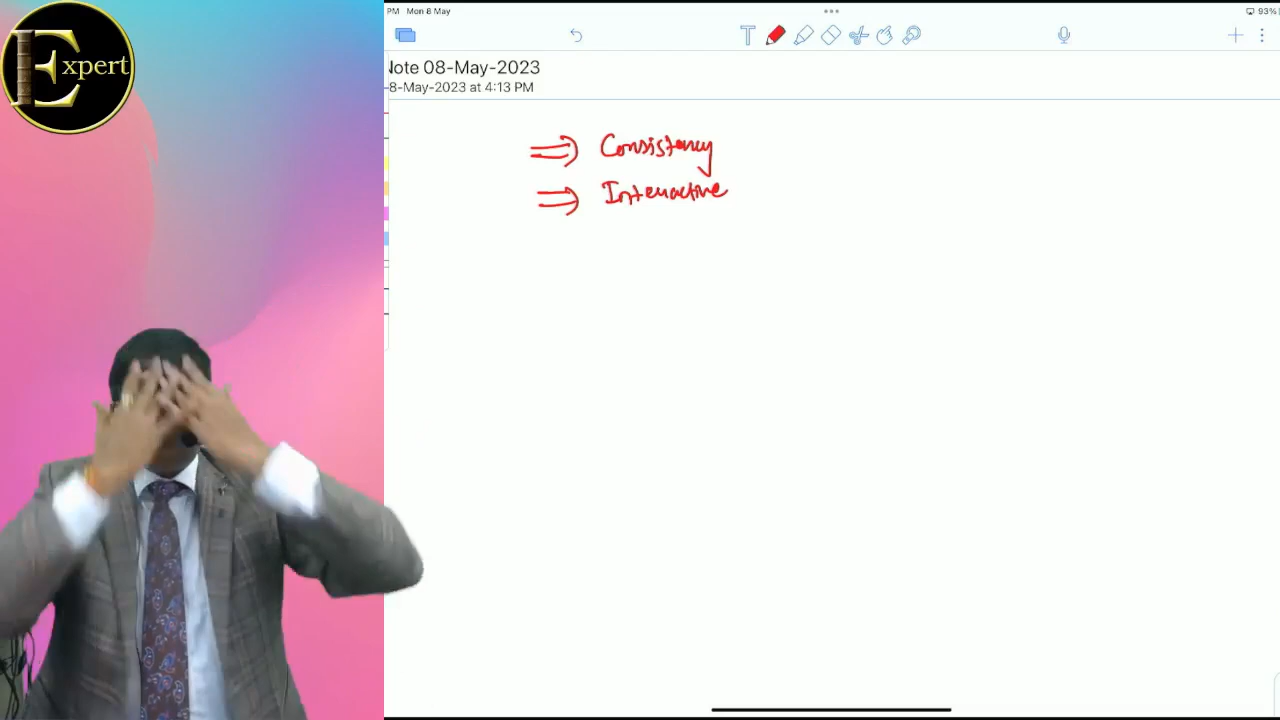 Expert
PM Mon 8 May
93%
Note 08-May-2023
8-May-2023 at 4:13 PM
⇒ Consistency
⇒ Interactive